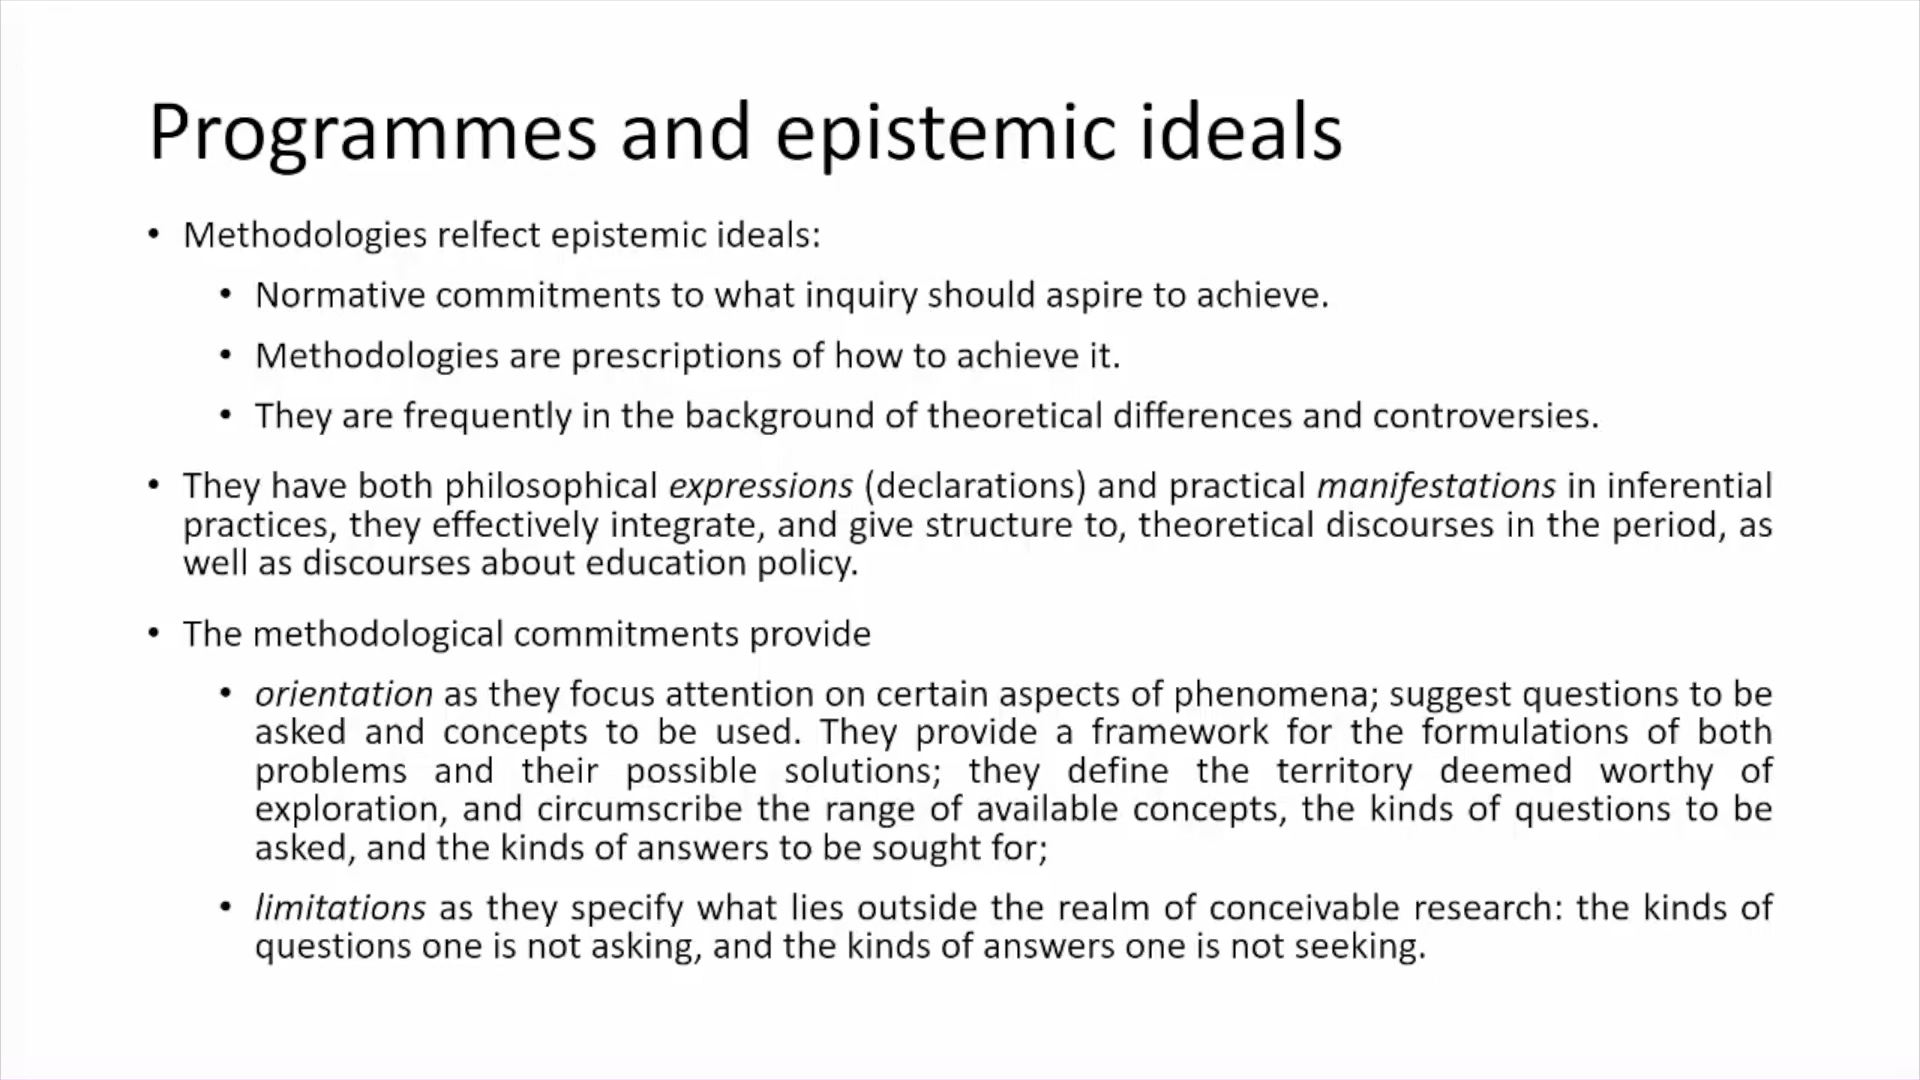 Programmes and epistemic ideals
• Methodologies relfect epistemic ideals:
• Normative commitments to what inquiry should aspire to achieve.
• Methodologies are prescriptions of how to achieve it.
• They are frequently in the background of theoretical differences and controversies.
• They have both philosophical expressions (declarations) and practical manifestations in inferential
practices, they effectively integrate, and give structure to, theoretical discourses in the period, as
well as discourses about education policy.
• The methodological commitments provide
• orientation as they focus attention on certain aspects of phenomena; suggest questions to be
asked and concepts to be used. They provide a framework for the formulations of both
problems and their possible solutions; they define the territory deemed worthy of
exploration, and circumscribe the range of available concepts, the kinds of questions to be
asked, and the kinds of answers to be sought for;
• limitations as they specify what lies outside the realm of conceivable research: the kinds of
questions one is not asking, and the kinds of answers one is not seeking.